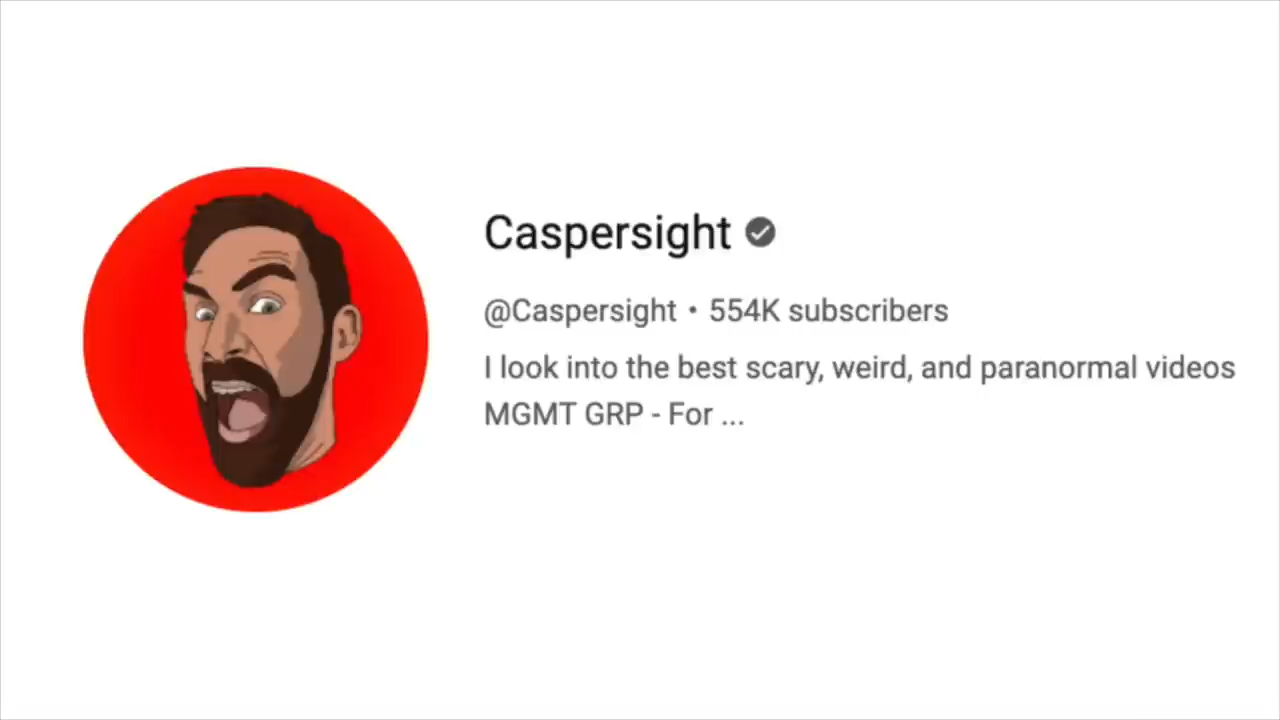 Caspersight
@Caspersight • 554K subscribers
I look into the best scary, weird, and paranormal videos
MGMT GRP - For ...